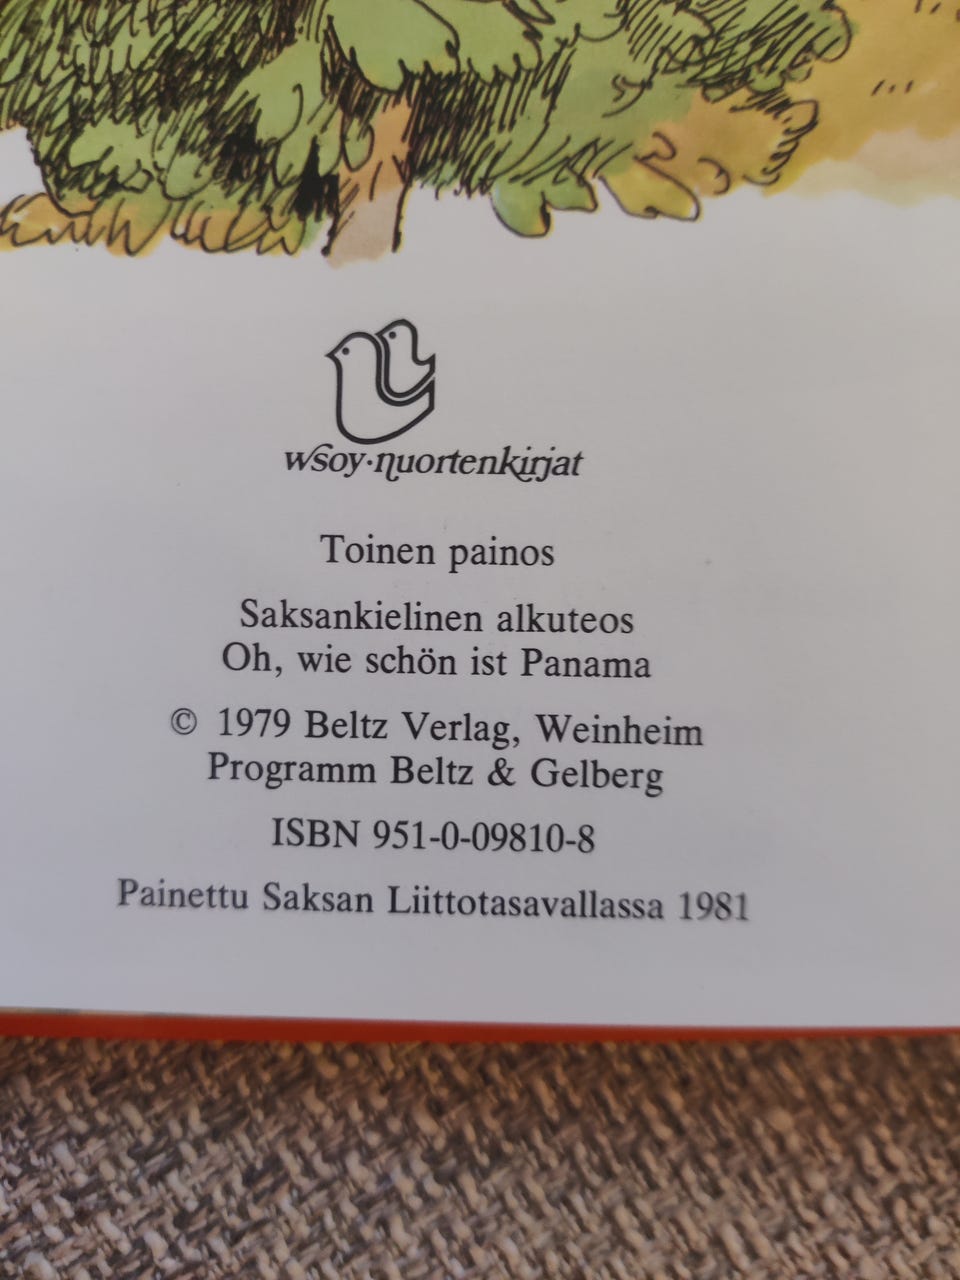 wsoy·nuortenkirjat
Toinen painos
Saksankielinen alkuteos
Oh, wie schön ist Panama
© 1979 Beltz Verlag, Weinheim
Programm Beltz & Gelberg
ISBN 951-0-09810-8
Painettu Saksan Liittotasavallassa 1981